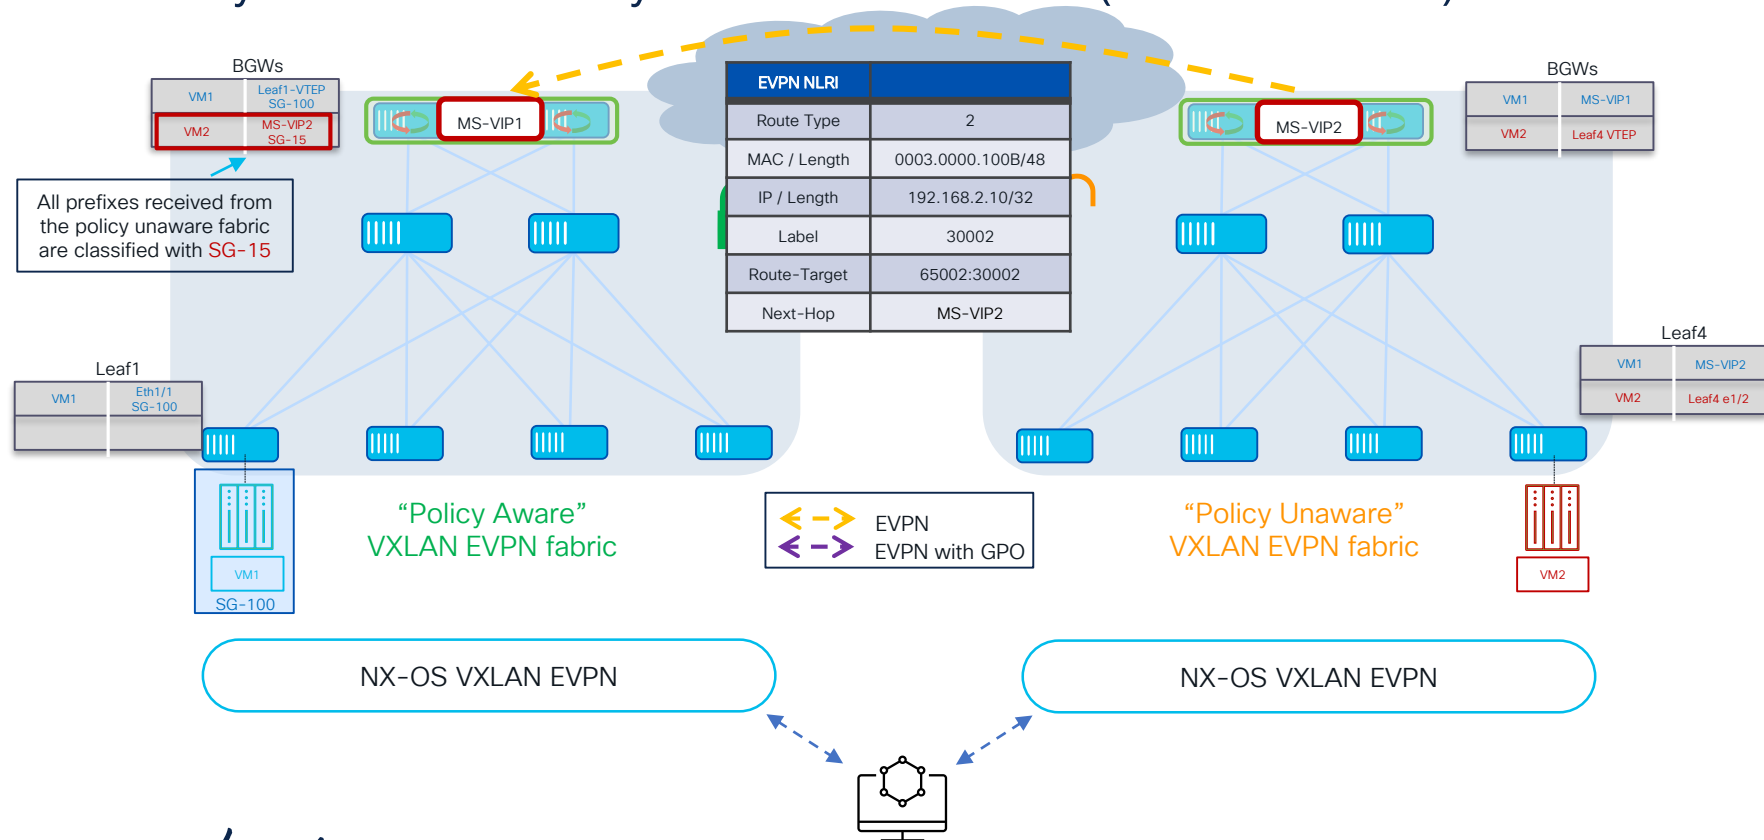 BGWs
VM1
Leaf1-VTEP
SG-100
VM2
MS-VIP2
SG-15
All prefixes received from
the policy unaware fabric
are classified with SG-15
MS-VIP1
EVPN NLRI
Route Type 2
MAC / Length 0003.0000.100B/48
IP / Length 192.168.2.10/32
Label 30002
Route-Target 65002:30002
Next-Hop MS-VIP2
MS-VIP2
BGWs
VM1 MS-VIP1
VM2 Leaf4 VTEP
Leaf1
VM1
Eth1/1
SG-100
Leaf4
VM1 MS-VIP2
VM2 Leaf4 e1/2
VM1
SG-100
“Policy Aware”
VXLAN EVPN fabric
EVPN
EVPN with GPO
“Policy Unaware”
VXLAN EVPN fabric
VM2
NX-OS VXLAN EVPN
NX-OS VXLAN EVPN